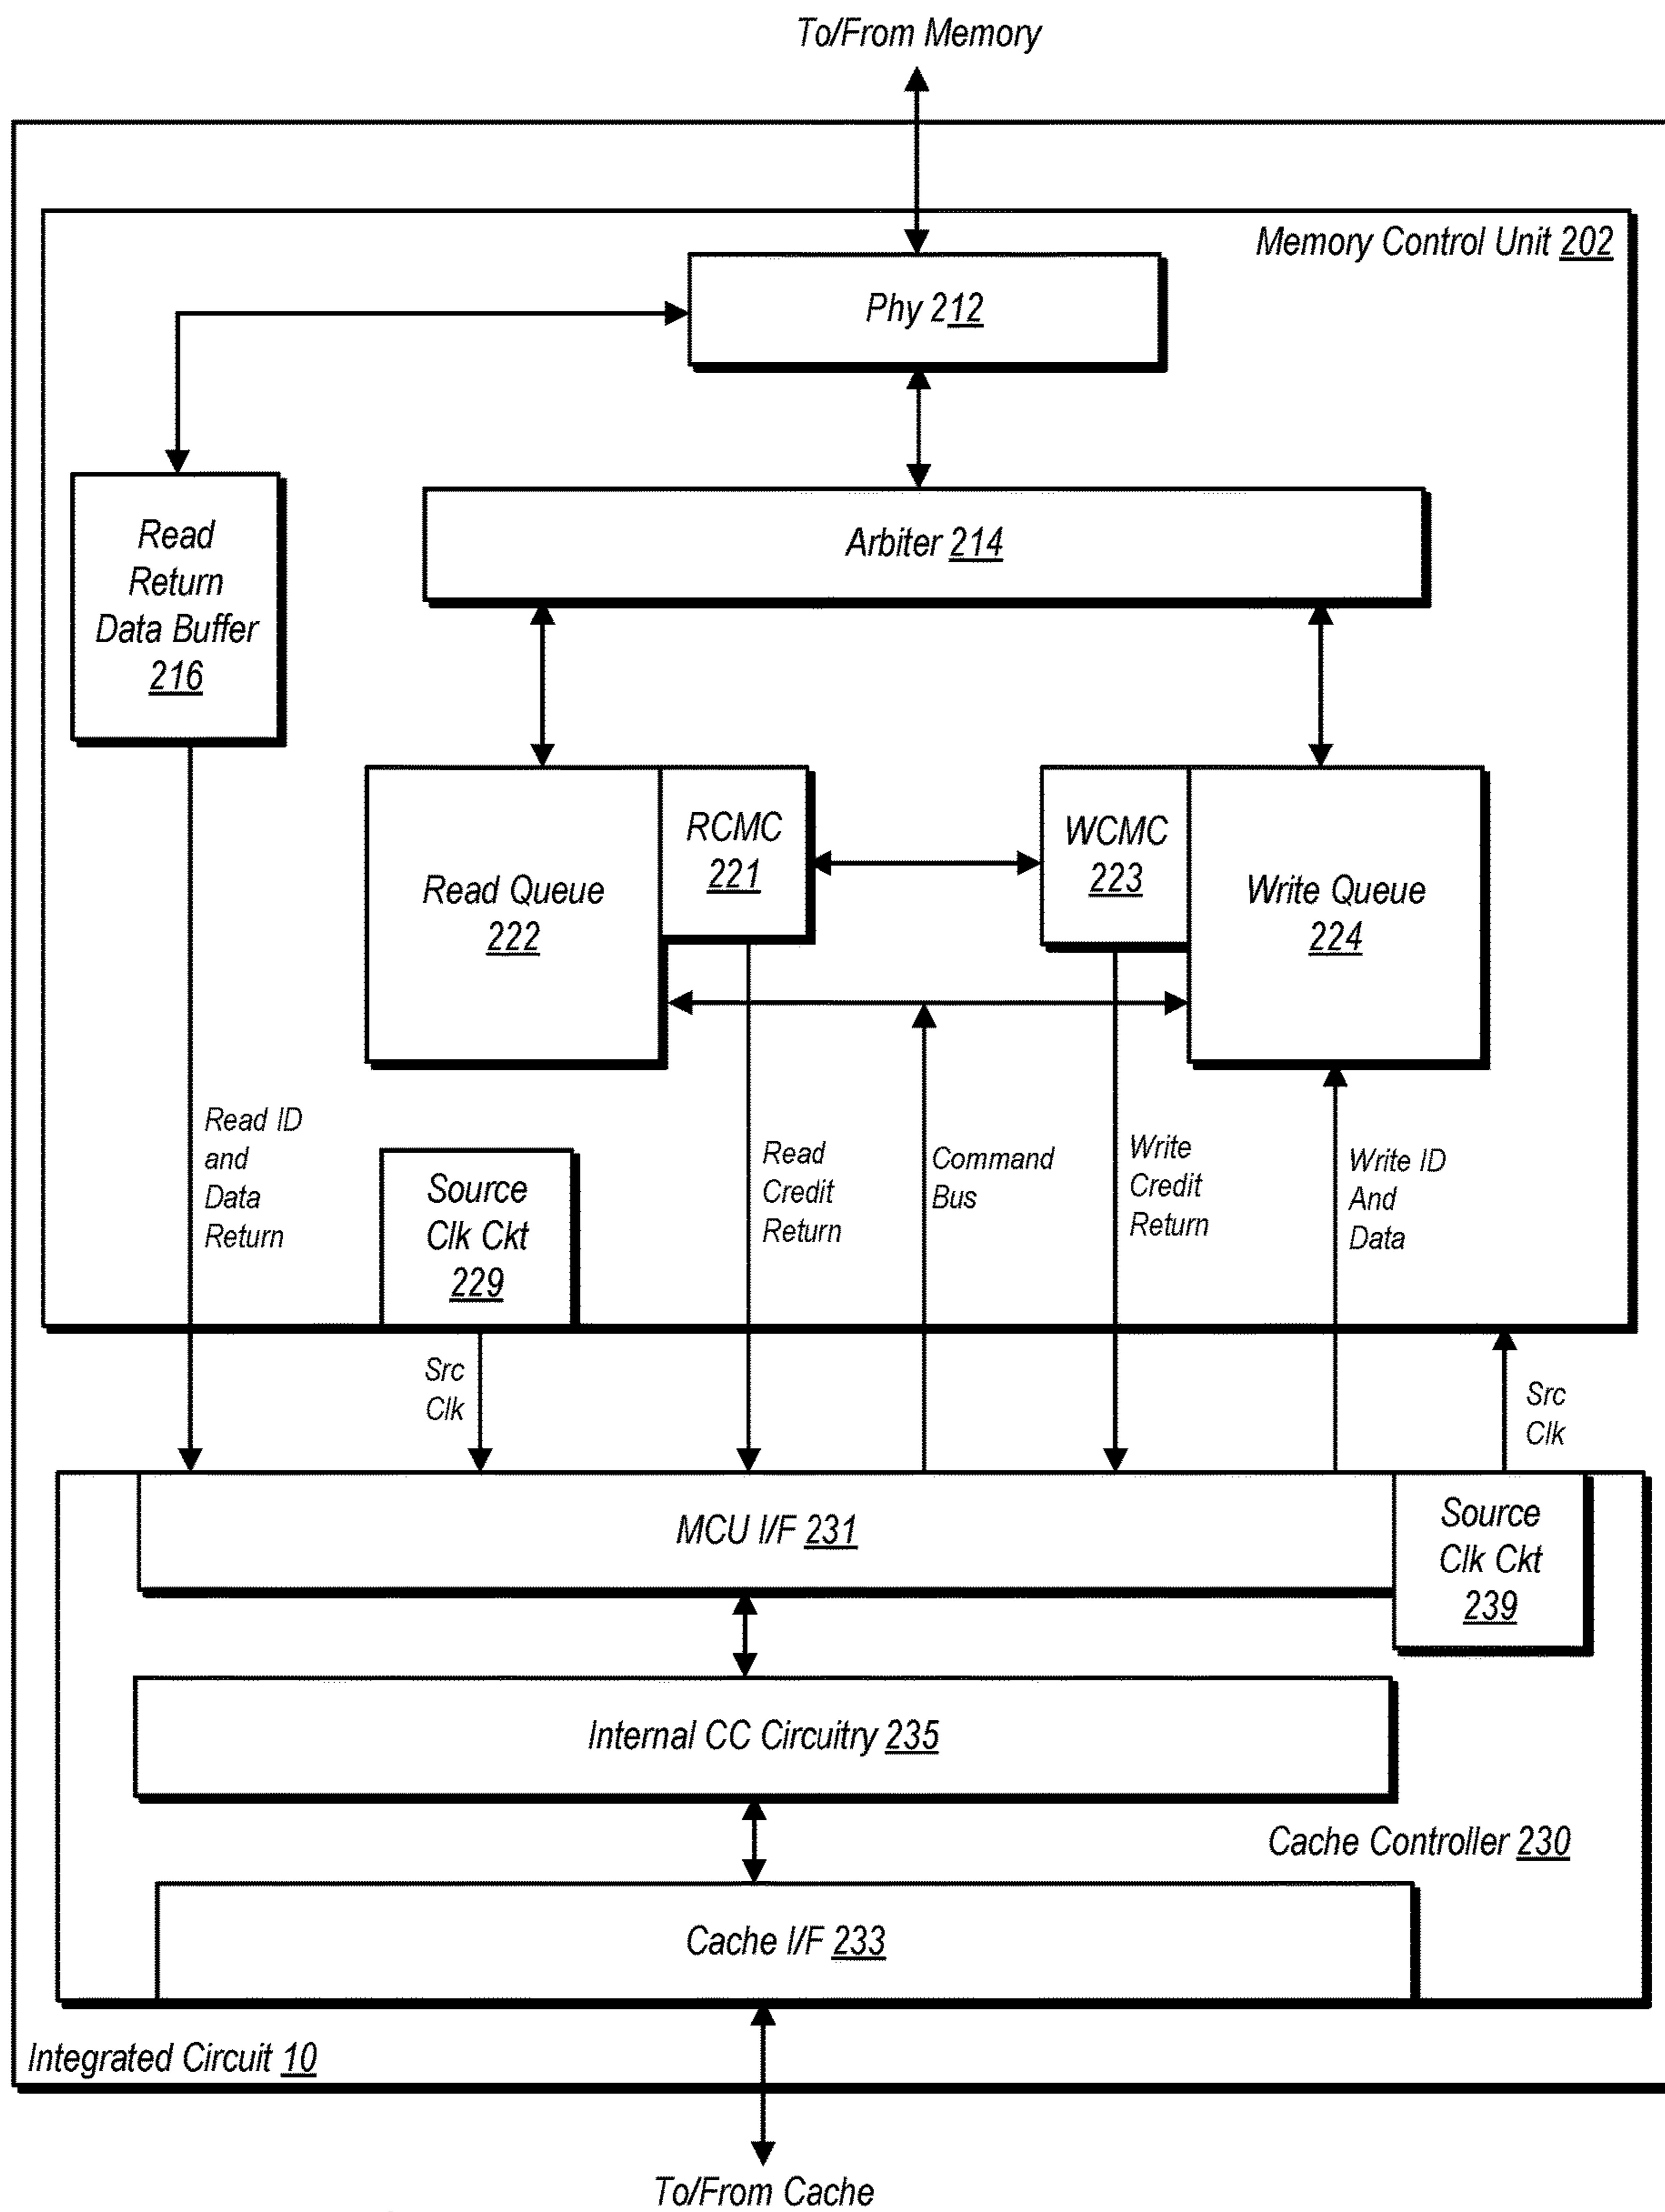 To/From Memory
Memory Control Unit 202
Phy 212
Arbiter 214
Read
Return
Data Buffer
216
Read Queue
222
RCMC
221
WCMC
223
Write Queue
224
Read ID
and
Data
Return
Source
Clk Ckt
229
Read
Credit
Return
Command
Bus
Write
Credit
Return
Write ID
And
Data
Src
Clk
Src
Clk
MCU I/F 231
Source
Clk Ckt
239
Internal CC Circuitry 235
Cache Controller 230
Cache I/F 233
Integrated Circuit 10
To/From Cache